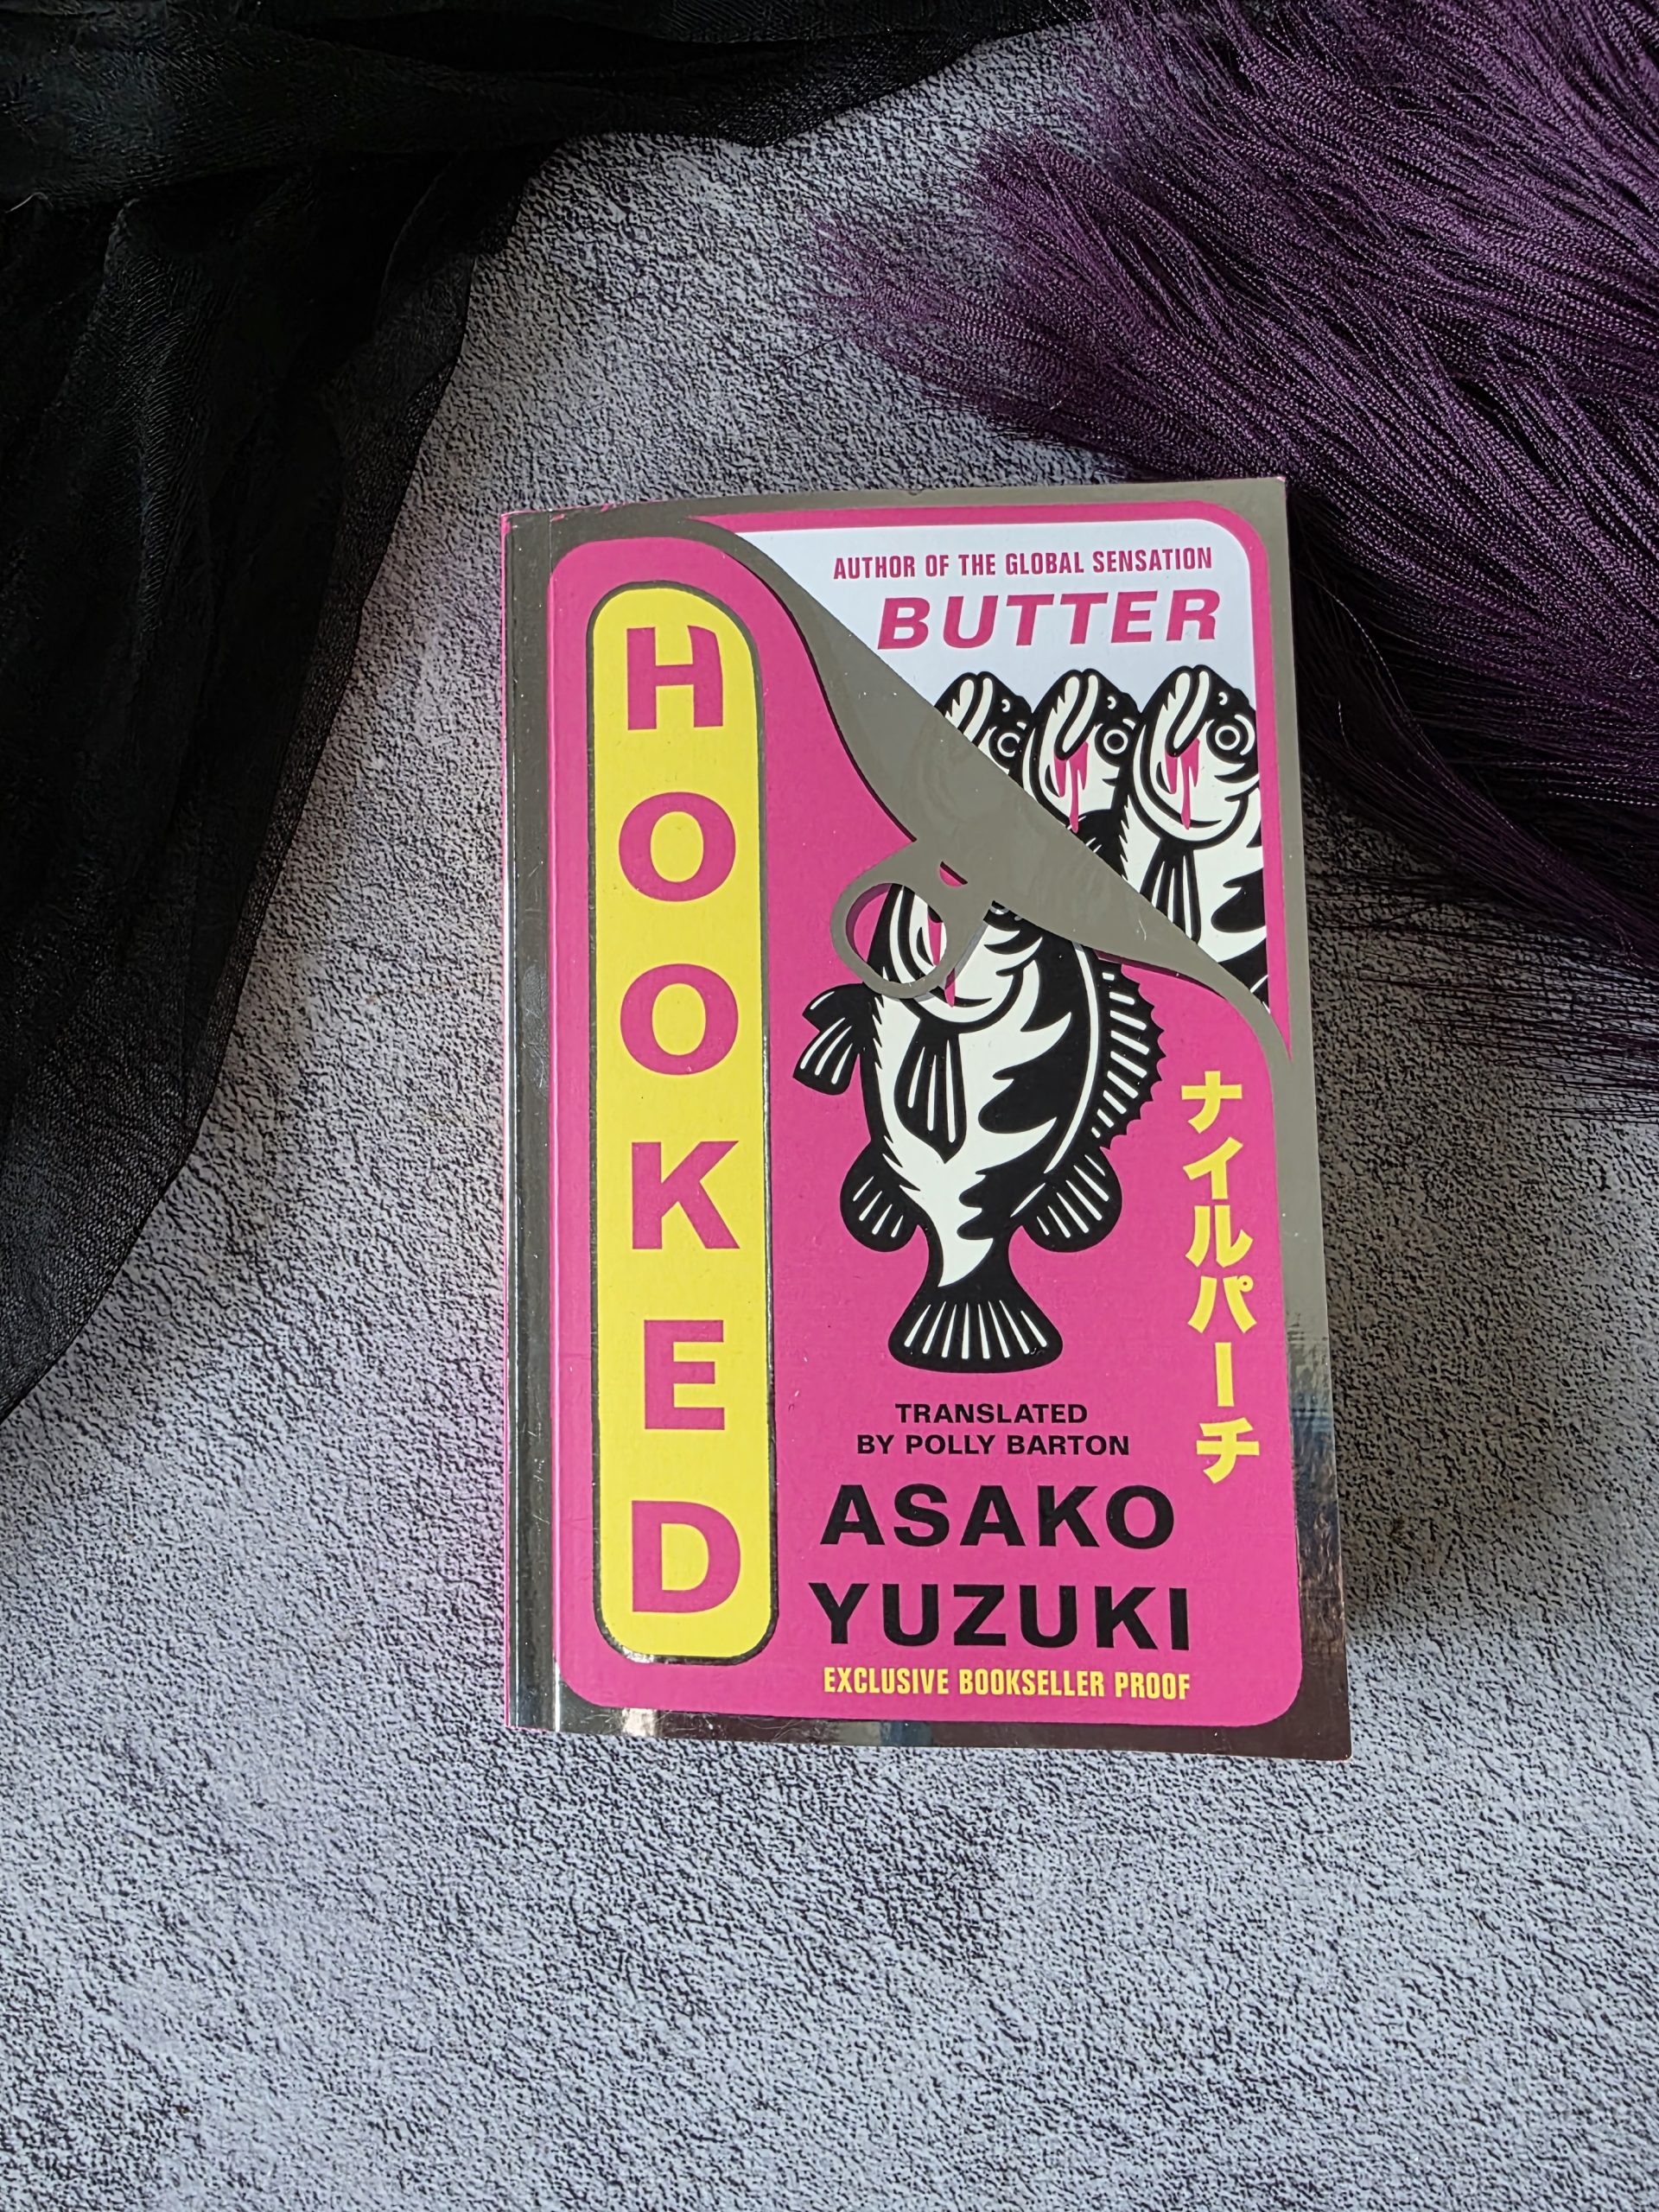 AUTHOR OF THE GLOBAL SENSATION
BUTTER
HOOKED
ナイルパーチ
TRANSLATED
BY POLLY BARTON
ASAKO
YUZUKI
EXCLUSIVE BOOKSELLER PROOF